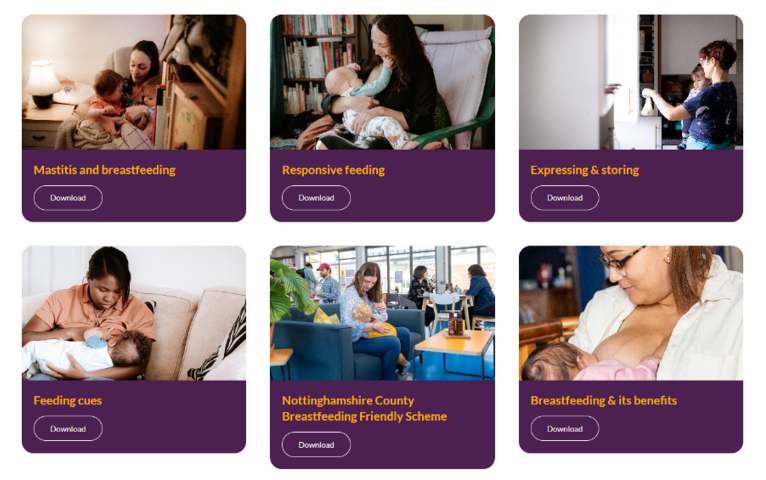 Mastitis and breastfeeding
Download
Responsive feeding
Download
Expressing & storing
Download
Feeding cues
Download
Nottinghamshire County
Breastfeeding Friendly Scheme
Download
Breastfeeding & its benefits
Download